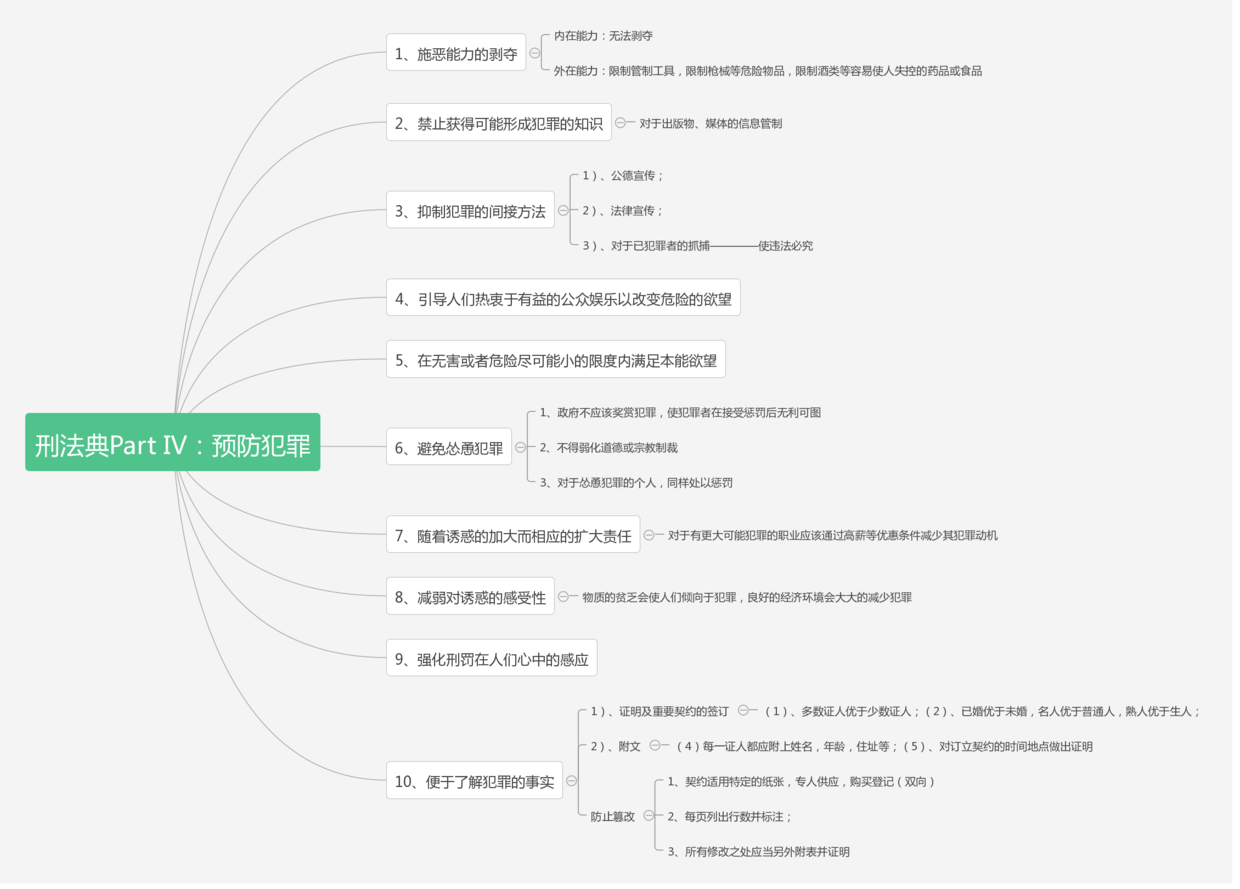 刑法典Part IV：预防犯罪
1、施恶能力的剥夺
内在能力：无法剥夺
外在能力：限制管制工具，限制枪械等危险物品，限制酒类等容易使人失控的药品或食品
2、禁止获得可能形成犯罪的知识
对于出版物、媒体的信息管制
3、抑制犯罪的间接方法
1）、公德宣传；
2）、法律宣传；
3）、对于已犯罪者的抓捕————使违法必究
4、引导人们热衷于有益的公众娱乐以改变危险的欲望
5、在无害或者危险尽可能小的限度内满足本能欲望
6、避免怂恿犯罪
1、政府不应该奖赏犯罪，使犯罪者在接受惩罚后无利可图
2、不得弱化道德或宗教制裁
3、对于怂恿犯罪的个人，同样处以惩罚
7、随着诱惑的加大而相应的扩大责任
对于有更大可能犯罪的职业应该通过高薪等优惠条件减少其犯罪动机
8、减弱对诱惑的感受性
物质的贫乏会使人们倾向于犯罪，良好的经济环境会大大的减少犯罪
9、强化刑罚在人们心中的感应
10、便于了解犯罪的事实
1）、证明及重要契约的签订
（1）、多数证人优于少数证人；（2）、已婚优于未婚，名人优于普通人，熟人优于生人；
2）、附文
（4）每一证人都应附上姓名，年龄，住址等；（5）、对订立契约的时间地点做出证明
防止篡改
1、契约适用特定的纸张，专人供应，购买登记（双向）
2、每页列出行数并标注；
3、所有修改之处应当另外附表并证明